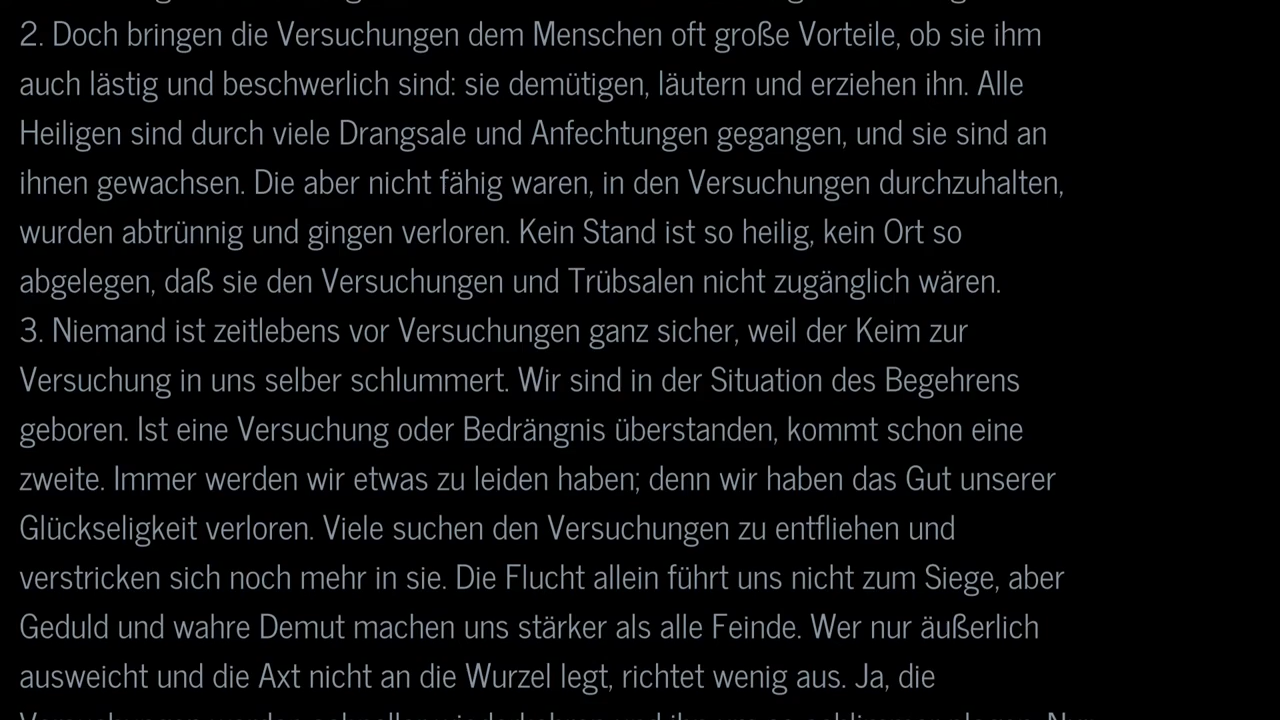 2. Doch bringen die Versuchungen dem Menschen oft große Vorteile, ob sie ihm
auch lästig und beschwerlich sind: sie demütigen, läutern und erziehen ihn. Alle
Heiligen sind durch viele Drangsale und Anfechtungen gegangen, und sie sind an
ihnen gewachsen. Die aber nicht fähig waren, in den Versuchungen durchzuhalten,
wurden abtrünnig und gingen verloren. Kein Stand ist so heilig, kein Ort so
abgelegen, daß sie den Versuchungen und Trübsalen nicht zugänglich wären.
3. Niemand ist zeitlebens vor Versuchungen ganz sicher, weil der Keim zur
Versuchung in uns selber schlummert. Wir sind in der Situation des Begehrens
geboren. Ist eine Versuchung oder Bedrängnis überstanden, kommt schon eine
zweite. Immer werden wir etwas zu leiden haben; denn wir haben das Gut unserer
Glückseligkeit verloren. Viele suchen den Versuchungen zu entfliehen und
verstricken sich noch mehr in sie. Die Flucht allein führt uns nicht zum Siege, aber
Geduld und wahre Demut machen uns stärker als alle Feinde. Wer nur äußerlich
ausweicht und die Axt nicht an die Wurzel legt, richtet wenig aus. Ja, die